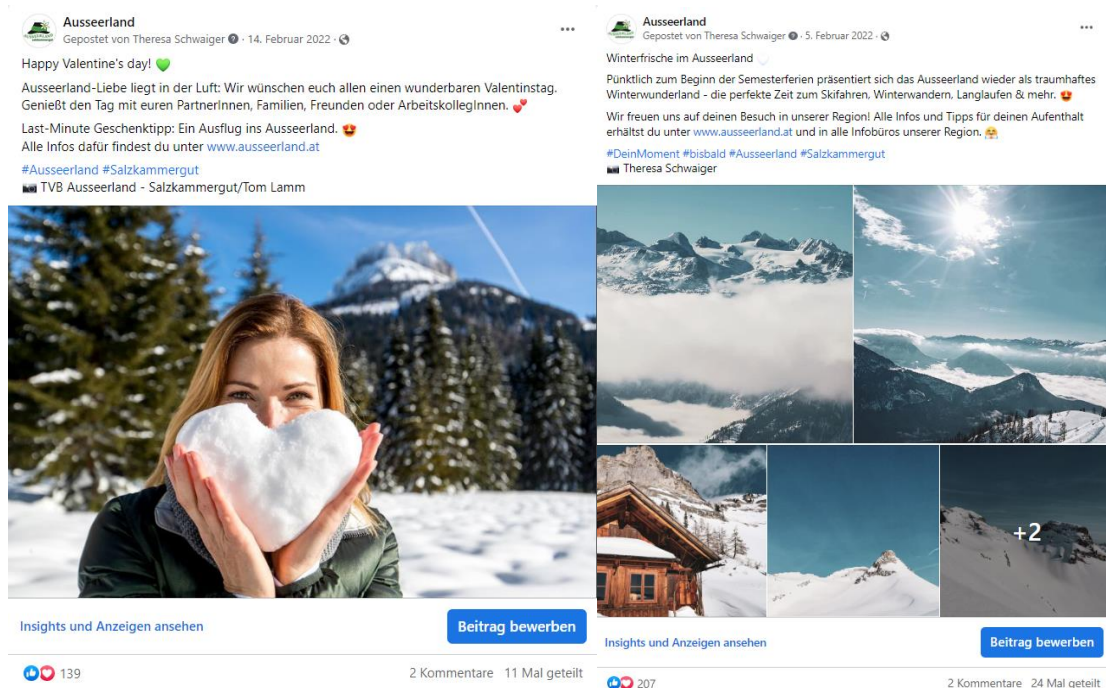 Ausseerland
Gepostet von Theresa Schwaiger · 14. Februar 2022 ·
Happy Valentine's day! 💚
Ausseerland-Liebe liegt in der Luft: Wir wünschen euch allen einen wunderbaren Valentinstag.
Genießt den Tag mit euren PartnerInnen, Familien, Freunden oder ArbeitskollegInnen. 💕
Last-Minute Geschenktipp: Ein Ausflug ins Ausseerland. 😍
Alle Infos dafür findest du unter www.ausseerland.at
#Ausseerland #Salzkammergut
📷 TVB Ausseerland - Salzkammergut/Tom Lamm
Insights und Anzeigen ansehen
Beitrag bewerben
139
2 Kommentare 11 Mal geteilt
Ausseerland
Gepostet von Theresa Schwaiger · 5. Februar 2022 ·
Winterfrische im Ausseerland 🤍
Pünktlich zum Beginn der Semesterferien präsentiert sich das Ausseerland wieder als traumhaftes
Winterwunderland - die perfekte Zeit zum Skifahren, Winterwandern, Langlaufen & mehr. 😍
Wir freuen uns auf deinen Besuch in unserer Region! Alle Infos und Tipps für deinen Aufenthalt
erhältst du unter www.ausseerland.at und in alle Infobüros unserer Region. 🤗
#DeinMoment #bisbald #Ausseerland #Salzkammergut
📷 Theresa Schwaiger
+2
Insights und Anzeigen ansehen
Beitrag bewerben
207
2 Kommentare 24 Mal geteilt